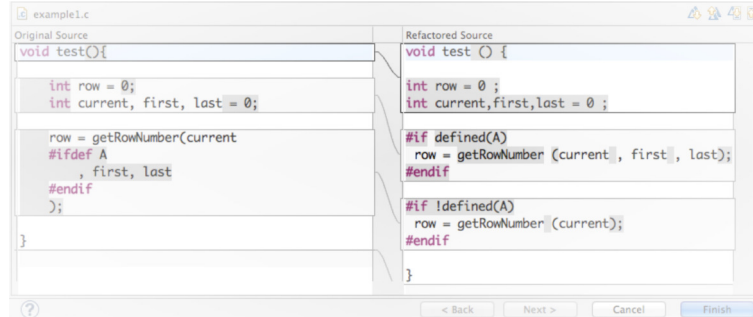 example1.c
Original Source
void test(){
int row = 0;
int current, first, last = 0;
row = getRowNumber(current
#ifdef A
, first, last
#endif
);
}
Refactored Source
void test () {
int row = 0 ;
int current,first,last = 0 ;
#if defined(A)
row = getRowNumber (current , first , last);
#endif
#if !defined(A)
row = getRowNumber (current);
#endif
}
?
< Back
Next >
Cancel
Finish